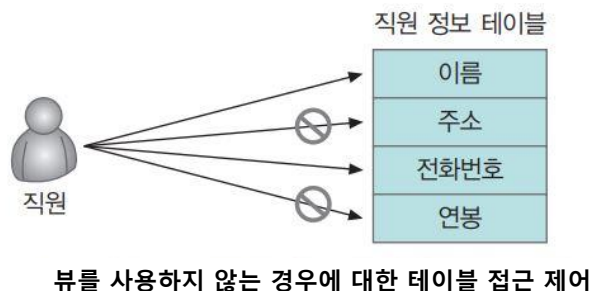 직원 정보 테이블
이름
주소
전화번호
연봉
직원
뷰를 사용하지 않는 경우에 대한 테이블 접근 제어